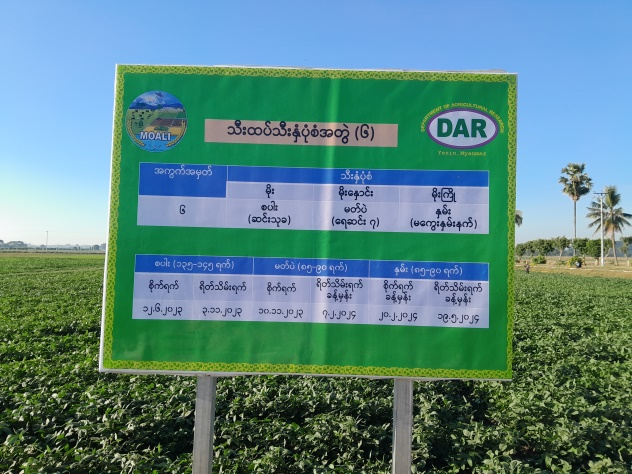 MOALI
သီးထပ်သီးနှံပုံစံအတွဲ (၆)
DEPARTMENT OF AGRICULTURAL RESEARCH
DAR
Yezin, Myanmar
အကွက်အမှတ် သီးနှံပုံစံ
မိုး မိုးနှောင်း မိုးကြို
၆ စပါး (ဆင်းသုခ) မတ်ပဲ (ရေဆင်း ၇) နှမ်း (မကွေးနှမ်းနက်)
စပါး (၁၃၅-၁၄၅ ရက်) မတ်ပဲ (၈၅-၉၀ ရက်) နှမ်း (၈၅-၉၀ ရက်)
စိုက်ရက် ရိတ်သိမ်းရက် စိုက်ရက် ရိတ်သိမ်းရက် ခန့်မှန်း စိုက်ရက် ခန့်မှန်း ရိတ်သိမ်းရက် ခန့်မှန်း
၁၂.၆.၂၀၂၃ ၃.၁၁.၂၀၂၃ ၁၀.၁၁.၂၀၂၃ ၇.၂.၂၀၂၄ ၂၀.၂.၂၀၂၄ ၁၉.၅.၂၀၂၄